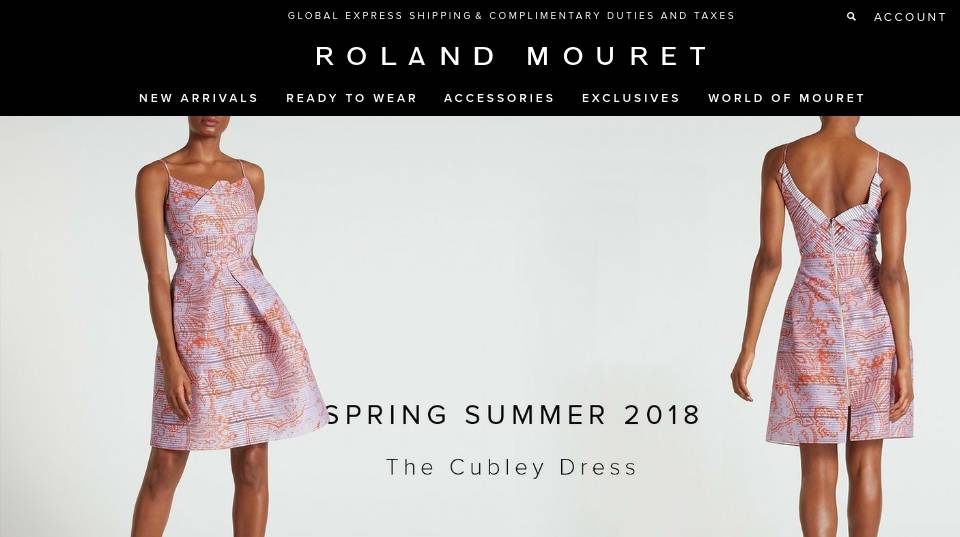 GLOBAL EXPRESS SHIPPING & COMPLIMENTARY DUTIES AND TAXES
ACCOUNT
ROLAND MOURET
NEW ARRIVALS READY TO WEAR ACCESSORIES EXCLUSIVES WORLD OF MOURET
SPRING SUMMER 2018
The Cubley Dress